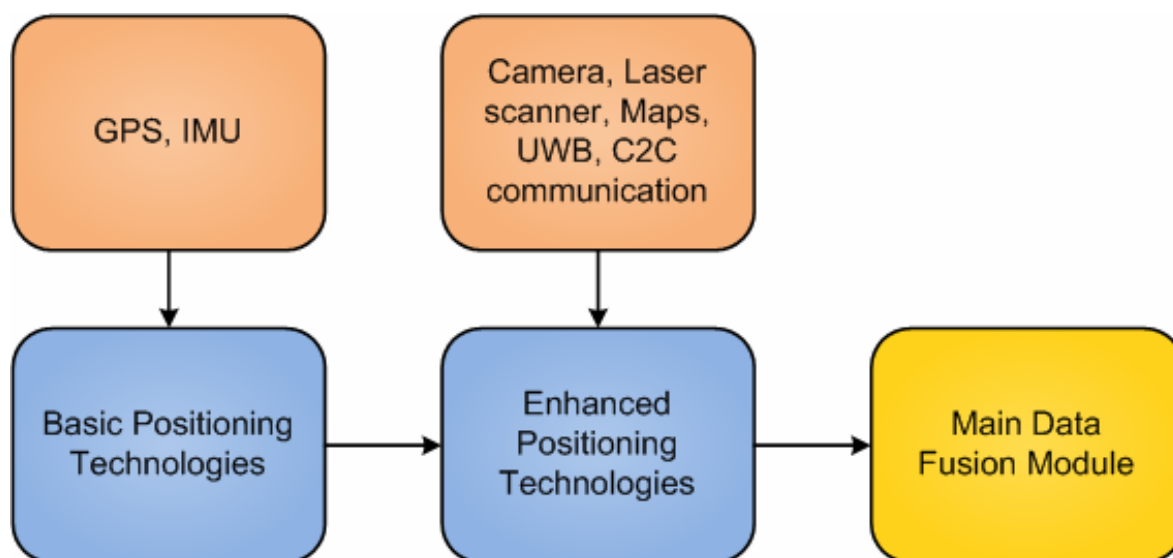 GPS, IMU
Camera, Laser
scanner, Maps,
UWB, C2C
communication
Basic Positioning
Technologies
Enhanced
Positioning
Technologies
Main Data
Fusion Module